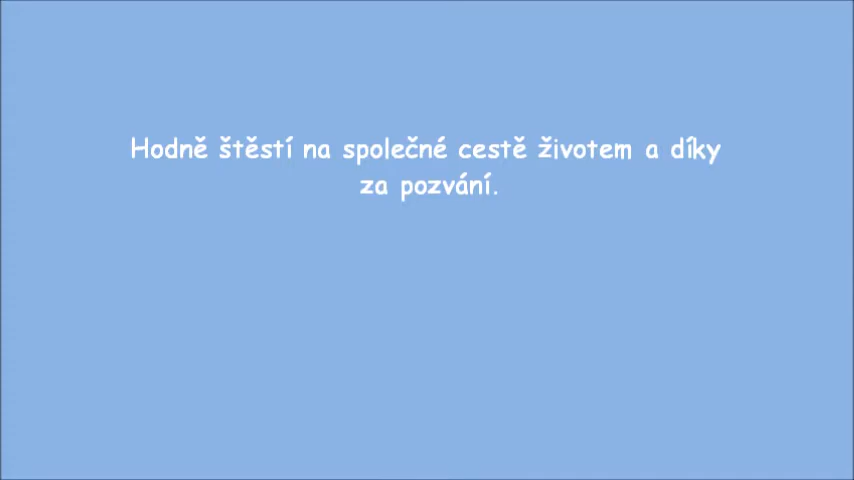 Hodně štěstí na společné cestě životem a díky
za pozvání.